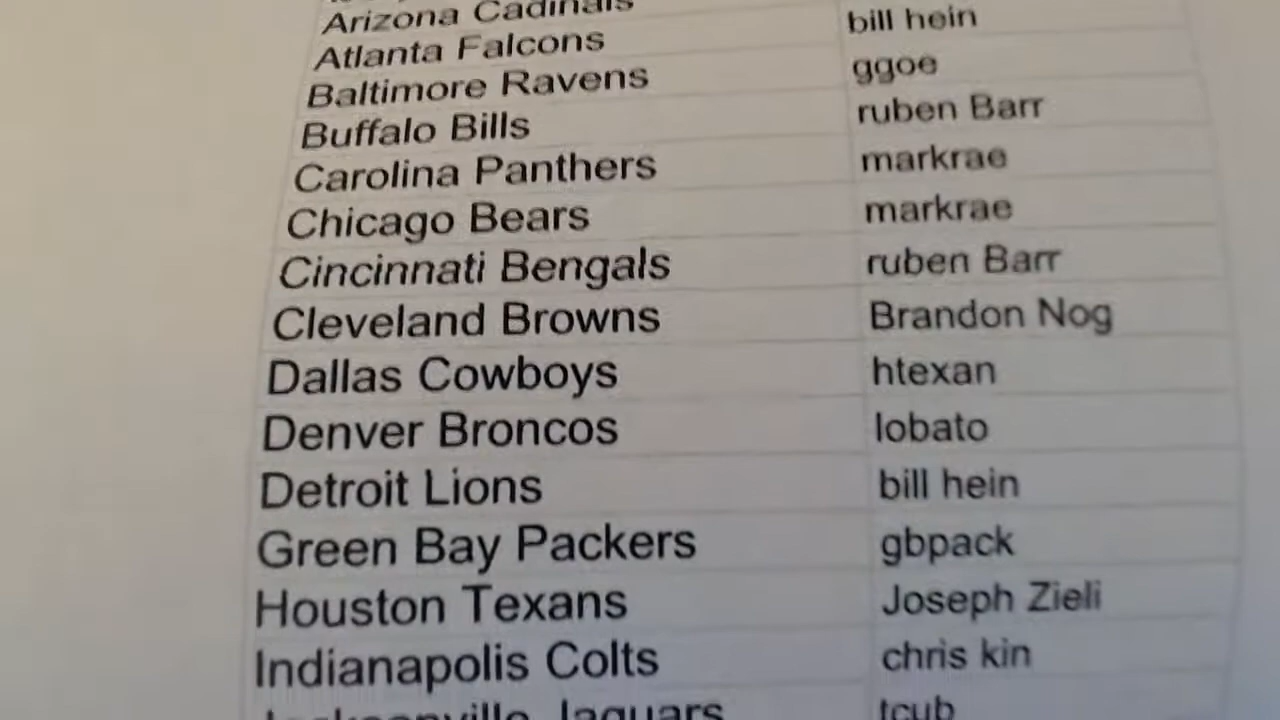 Arizona Cadinals
Atlanta Falcons bill hein
Baltimore Ravens ggoe
Buffalo Bills ruben Barr
Carolina Panthers markrae
Chicago Bears markrae
Cincinnati Bengals ruben Barr
Cleveland Browns Brandon Nog
Dallas Cowboys htexan
Denver Broncos lobato
Detroit Lions bill hein
Green Bay Packers gbpack
Houston Texans Joseph Zieli
Indianapolis Colts chris kin
Jacksonville Jaguars tcub